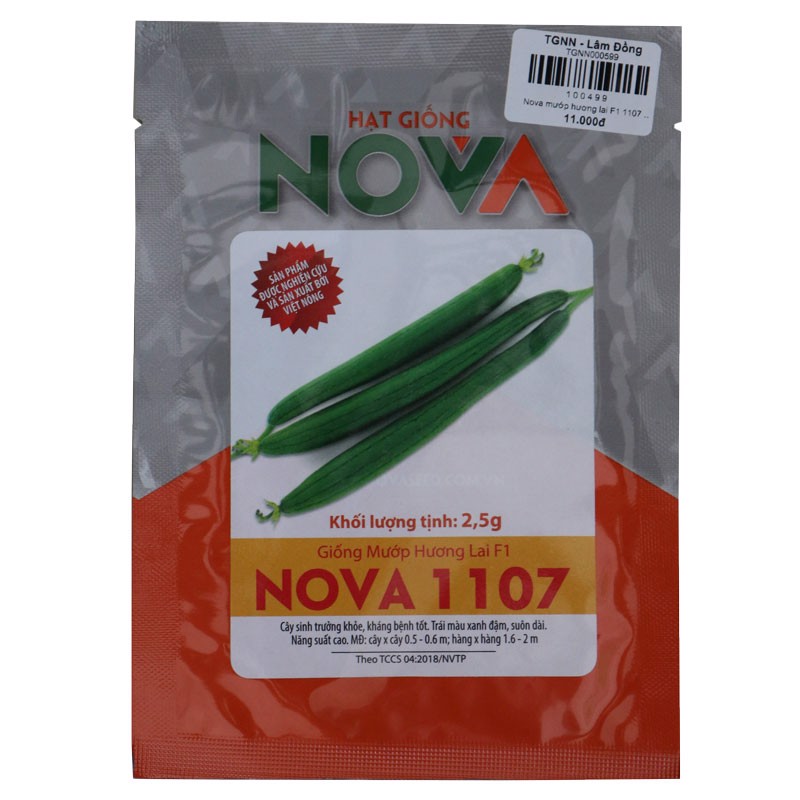 TGNN - Lâm Đồng
TGNN000599
100499
Nova mướp hương lai F1 1107 ..
11.000đ
HẠT GIỐNG
NOVA
SẢN PHẨM
ĐƯỢC NGHIÊN CỨU
VÀ SẢN XUẤT BỞI
VIỆT NÔNG
NOVASEED.COM.VN
Khối lượng tịnh: 2,5g
Giống Mướp Hương Lai F1
NOVA 1107
Cây sinh trưởng khỏe, kháng bệnh tốt. Trái màu xanh đậm, suôn dài.
Năng suất cao. MĐ: cây x cây 0.5 - 0.6 m; hàng x hàng 1.6 - 2 m
Theo TCCS 04:2018/NVTP